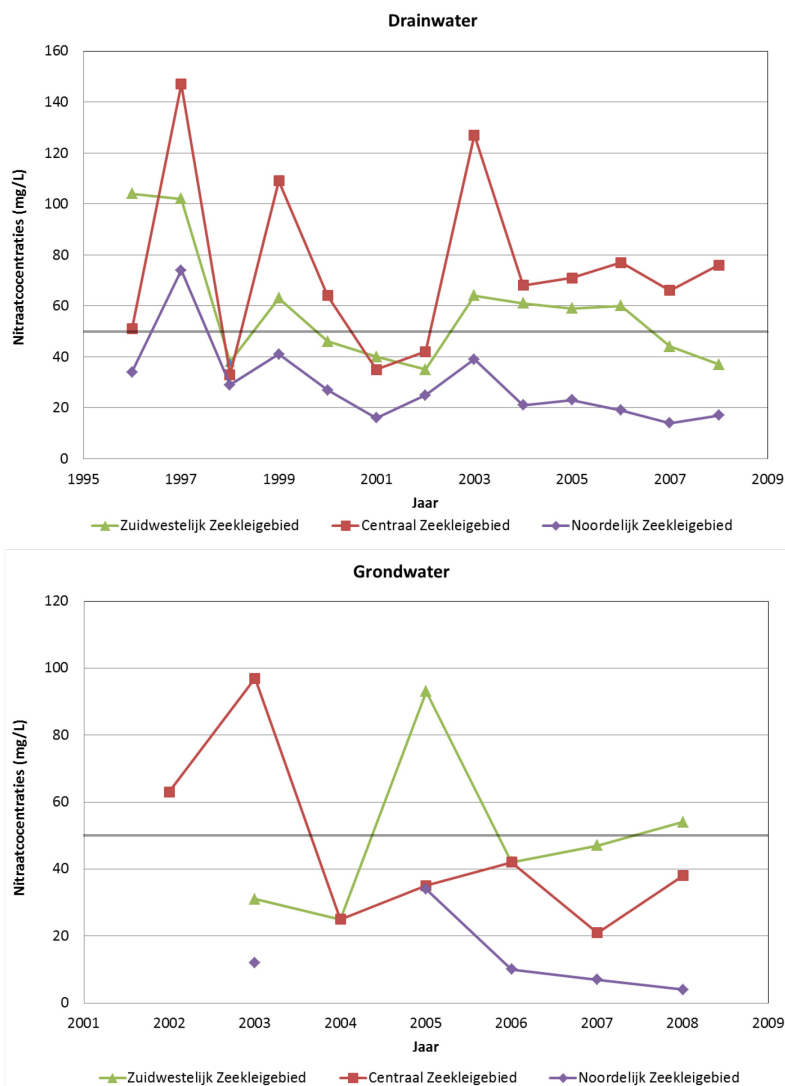 Drainwater
Nitraatcocentraties (mg/L)
160
140
120
100
80
60
40
20
0
1995 1997 1999 2001 2003 2005 2007 2009
Jaar
Zuidwestelijk Zeekleigebied Centraal Zeekleigebied Noordelijk Zeekleigebied
Grondwater
Nitraatcocentraties (mg/L)
120
100
80
60
40
20
0
2001 2002 2003 2004 2005 2006 2007 2008 2009
Jaar
Zuidwestelijk Zeekleigebied Centraal Zeekleigebied Noordelijk Zeekleigebied